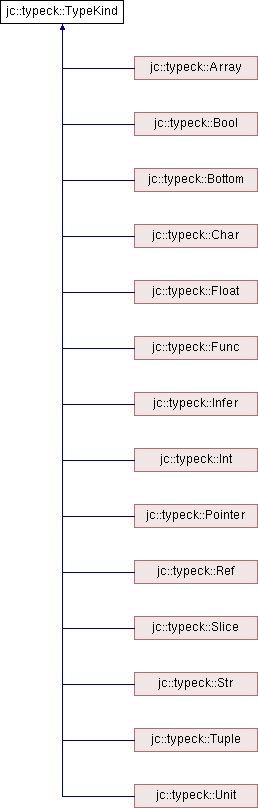 jc::typeck::TypeKind
jc::typeck::Array
jc::typeck::Bool
jc::typeck::Bottom
jc::typeck::Char
jc::typeck::Float
jc::typeck::Func
jc::typeck::Infer
jc::typeck::Int
jc::typeck::Pointer
jc::typeck::Ref
jc::typeck::Slice
jc::typeck::Str
jc::typeck::Tuple
jc::typeck::Unit